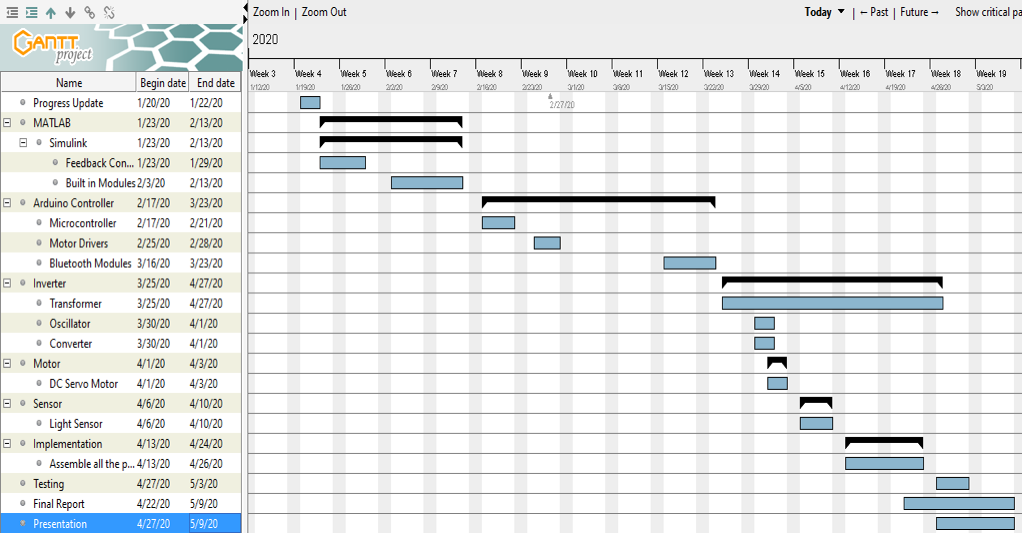 Zoom In | Zoom Out
Today ▼ | ← Past | Future → Show critical pa
GANTT project
2020
Name Begin date End date
Week 3 Week 4 Week 5 Week 6 Week 7 Week 8 Week 9 Week 10 Week 11 Week 12 Week 13 Week 14 Week 15 Week 16 Week 17 Week 18 Week 19
1/12/20 1/19/20 1/26/20 2/2/20 2/9/20 2/16/20 2/23/20 3/1/20 3/8/20 3/15/20 3/22/20 3/29/20 4/5/20 4/12/20 4/19/20 4/26/20 5/3/20
2/27/20
Progress Update 1/20/20 1/22/20
MATLAB 1/23/20 2/13/20
Simulink 1/23/20 2/13/20
Feedback Con... 1/23/20 1/29/20
Built in Modules 2/3/20 2/13/20
Arduino Controller 2/17/20 3/23/20
Microcontroller 2/17/20 2/21/20
Motor Drivers 2/25/20 2/28/20
Bluetooth Modules 3/16/20 3/23/20
Inverter 3/25/20 4/27/20
Transformer 3/25/20 4/27/20
Oscillator 3/30/20 4/1/20
Converter 3/30/20 4/1/20
Motor 4/1/20 4/3/20
DC Servo Motor 4/1/20 4/3/20
Sensor 4/6/20 4/10/20
Light Sensor 4/6/20 4/10/20
Implementation 4/13/20 4/24/20
Assemble all the p... 4/13/20 4/26/20
Testing 4/27/20 5/3/20
Final Report 4/22/20 5/9/20
Presentation 4/27/20 5/9/20